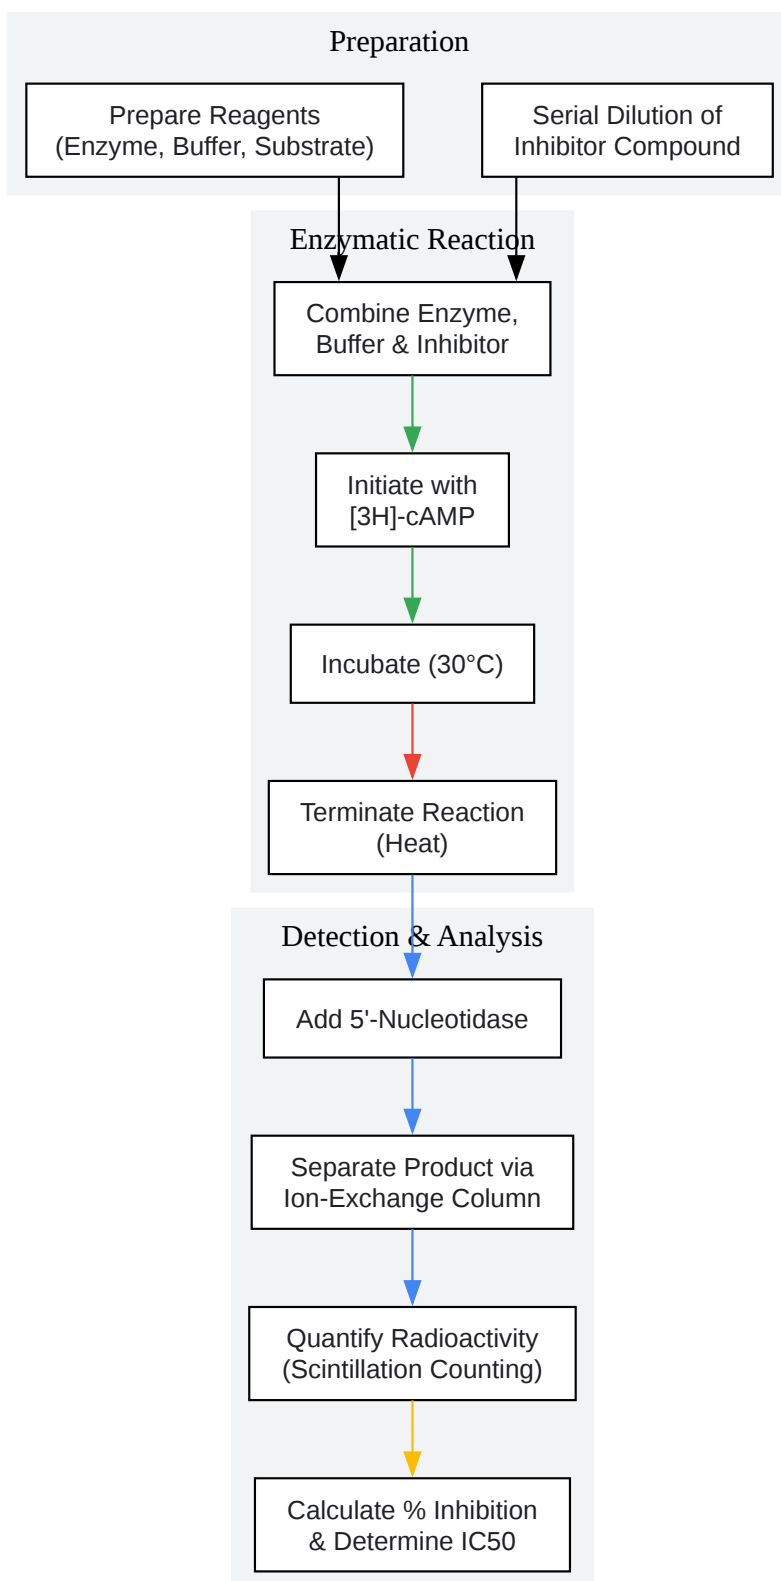 Preparation
Prepare Reagents
(Enzyme, Buffer, Substrate)
Serial Dilution of
Inhibitor Compound
Enzymatic Reaction
Combine Enzyme,
Buffer & Inhibitor
Initiate with
[3H]-cAMP
Incubate (30°C)
Terminate Reaction
(Heat)
Detection & Analysis
Add 5'-Nucleotidase
Separate Product via
Ion-Exchange Column
Quantify Radioactivity
(Scintillation Counting)
Calculate % Inhibition
& Determine IC50